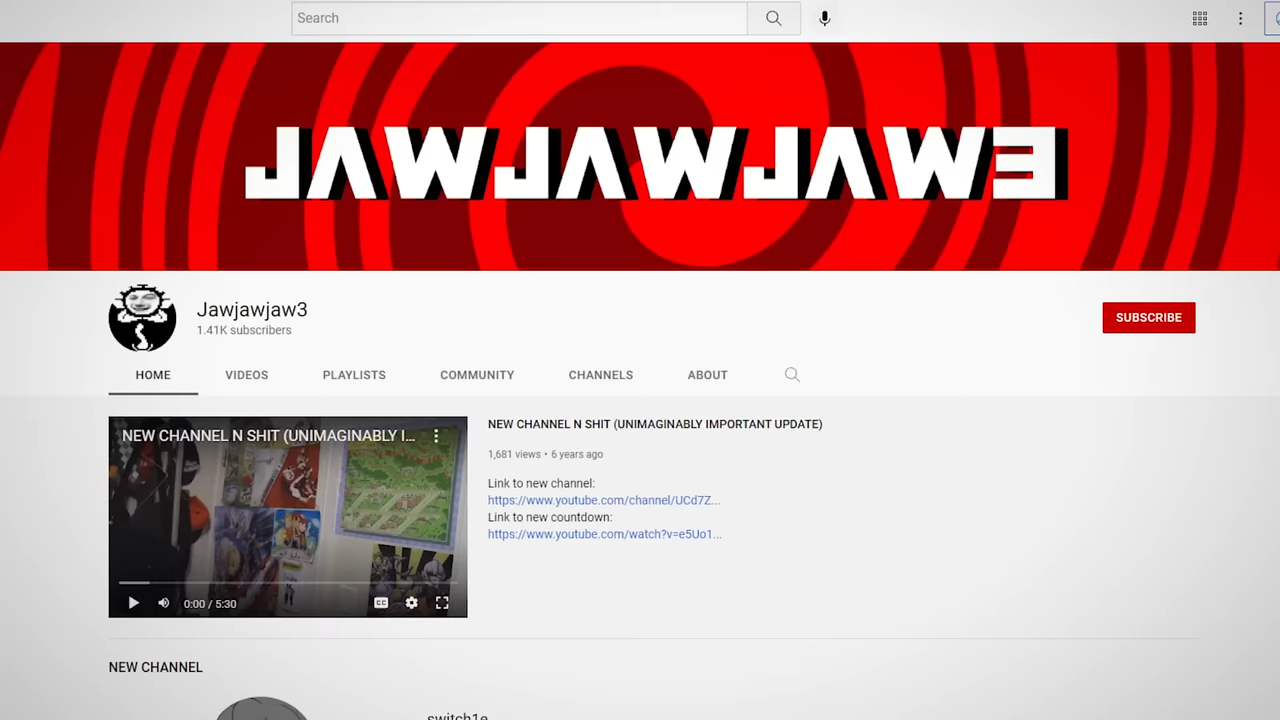 Search
JAWJAWJAW3
Jawjawjaw3
1.41K subscribers
SUBSCRIBE
HOME VIDEOS PLAYLISTS COMMUNITY CHANNELS ABOUT
NEW CHANNEL N SHIT (UNIMAGINABLY I...
CC
0:00 / 5:30
NEW CHANNEL N SHIT (UNIMAGINABLY IMPORTANT UPDATE)
1,681 views • 6 years ago
Link to new channel:
https://www.youtube.com/channel/UCd7Z...
Link to new countdown:
https://www.youtube.com/watch?v=e5Uo1...
NEW CHANNEL
switch1e